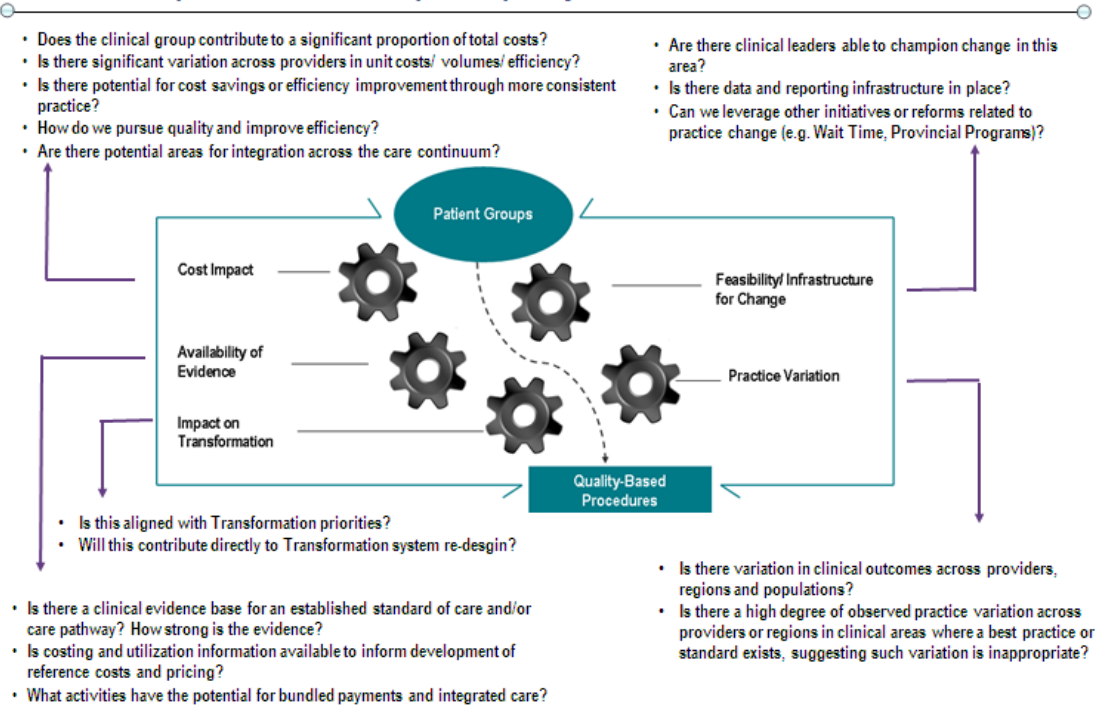 • Does the clinical group contribute to a significant proportion of total costs?
• Is there significant variation across providers in unit costs/ volumes/ efficiency?
• Is there potential for cost savings or efficiency improvement through more consistent
practice?
• How do we pursue quality and improve efficiency?
• Are there potential areas for integration across the care continuum?
• Are there clinical leaders able to champion change in this
area?
• Is there data and reporting infrastructure in place?
• Can we leverage other initiatives or reforms related to
practice change (e.g. Wait Time, Provincial Programs)?
Patient Groups
Cost Impact
Feasibility/ Infrastructure
for Change
Availability of
Evidence
Practice Variation
Impact on
Transformation
Quality-Based
Procedures
• Is this aligned with Transformation priorities?
• Will this contribute directly to Transformation system re-desgin?
• Is there a clinical evidence base for an established standard of care and/or
care pathway? How strong is the evidence?
• Is costing and utilization information available to inform development of
reference costs and pricing?
• What activities have the potential for bundled payments and integrated care?
• Is there variation in clinical outcomes across providers,
regions and populations?
• Is there a high degree of observed practice variation across
providers or regions in clinical areas where a best practice or
standard exists, suggesting such variation is inappropriate?